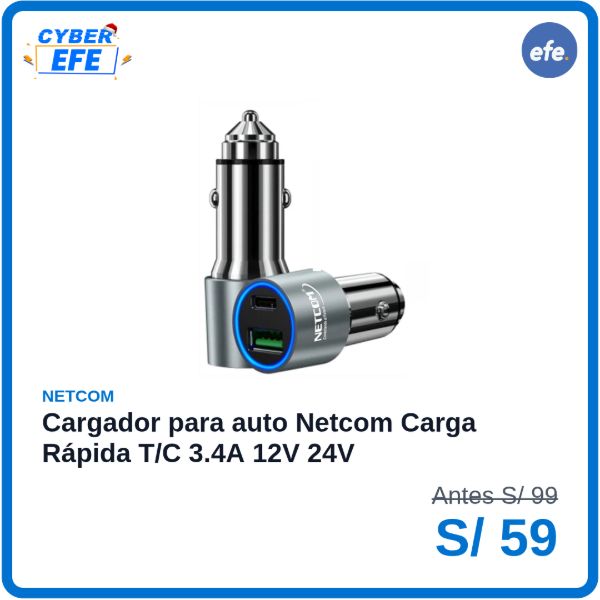 CYBER
EFE
efe.
NETCOM
NETCOM
Cargador para auto Netcom Carga
Rápida T/C 3.4A 12V 24V
Antes S/ 99
S/ 59